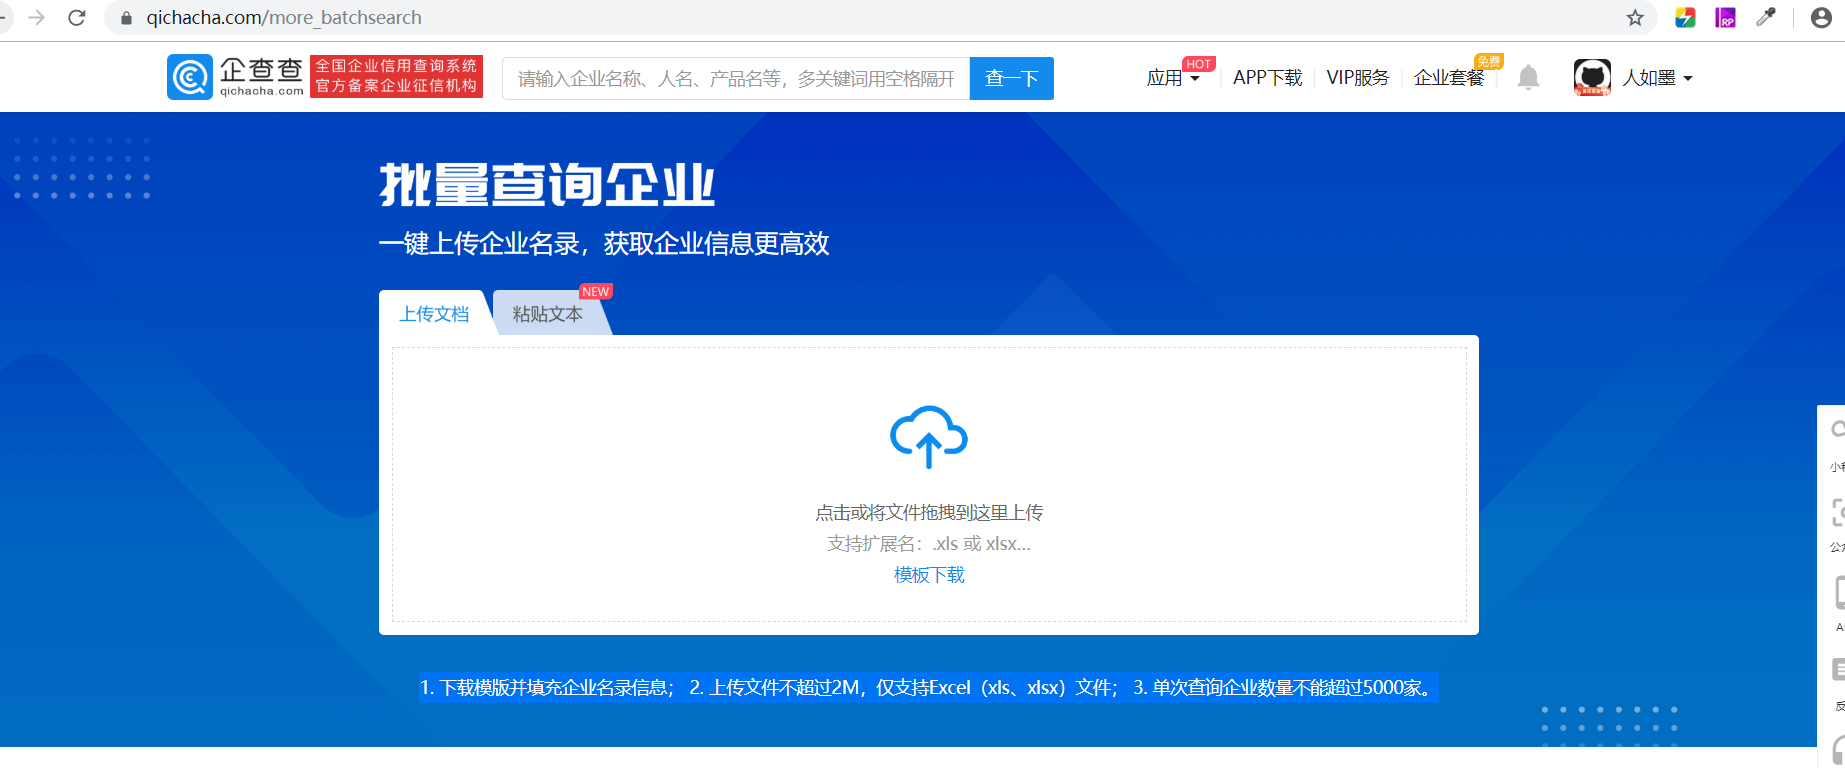 qichacha.com/more_batchsearch
企查查
qichacha.com
全国企业信用查询系统
官方备案企业征信机构
请输入企业名称、人名、产品名等，多关键词用空格隔开
查一下
应用
HOT
APP下载
VIP服务
企业套餐
免费
人如墨
批量查询企业
一键上传企业名录，获取企业信息更高效
上传文档
粘贴文本
NEW
点击或将文件拖拽到这里上传
支持扩展名：.xls 或 xlsx...
模板下载
1. 下载模版并填充企业名录信息； 2. 上传文件不超过2M，仅支持Excel（xls、xlsx）文件； 3. 单次查询企业数量不能超过5000家。
RP
小
公
A
反